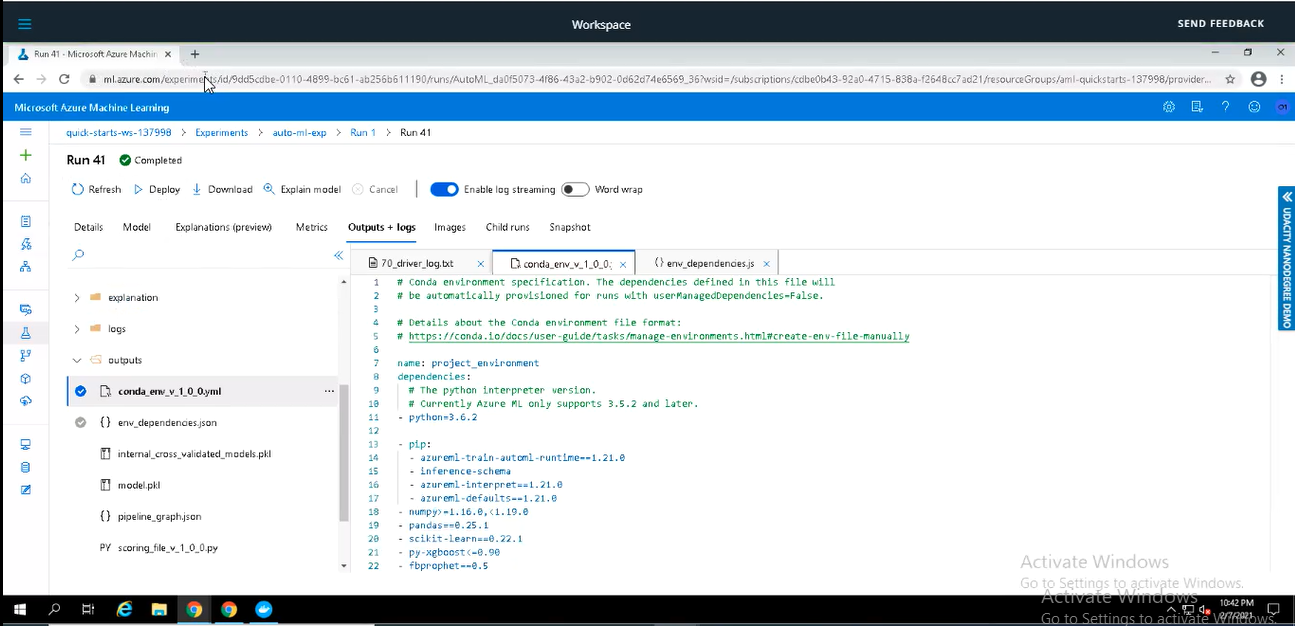 Workspace
SEND FEEDBACK
Run 41 - Microsoft Azure Machin
ml.azure.com/experiments/id/9dd5cdbe-0110-4899-bc61-ab256b611190/runs/AutoML_da0f5073-4f86-43a2-b902-0d62d74e6569_36?wsid=/subscriptions/cdbe0b43-92a0-4715-838a-f2648cc7ad21/resourceGroups/aml-quickstarts-137998/provider...
Microsoft Azure Machine Learning
quick-starts-ws-137998 > Experiments > auto-ml-exp > Run 1 > Run 41
Run 41 Completed
Refresh Deploy Download Explain model Cancel Enable log streaming Word wrap
Details Model Explanations (preview) Metrics Outputs + logs Images Child runs Snapshot
UDACITY NANODEGREE DEMO
70_driver_log.txt conda_env_v_1_0_0. {} env_dependencies.js
explanation
logs
outputs
conda_env_v_1_0_0.yml ...
{} env_dependencies.json
internal_cross_validated_models.pkl
model.pkl
{} pipeline_graph.json
PY scoring_file_v_1_0_0.py
1 # Conda environment specification. The dependencies defined in this file will
2 # be automatically provisioned for runs with userManagedDependencies=False.
3
4 # Details about the Conda environment file format:
5 # https://conda.io/docs/user-guide/tasks/manage-environments.html#create-env-file-manually
6
7 name: project_environment
8 dependencies:
9 # The python interpreter version.
10 # Currently Azure ML only supports 3.5.2 and later.
11 - python=3.6.2
12
13 - pip:
14 - azureml-train-automl-runtime==1.21.0
15 - inference-schema
16 - azureml-interpret==1.21.0
17 - azureml-defaults==1.21.0
18 - numpy>=1.16.0,<1.19.0
19 - pandas==0.25.1
20 - scikit-learn==0.22.1
21 - py-xgboost<=0.90
22 - fbprophet==0.5
Activate Windows
Go to Settings to activate Windows.
Activate Windows
Go to Settings to activate Windows.
10:42 PM
2/7/2021